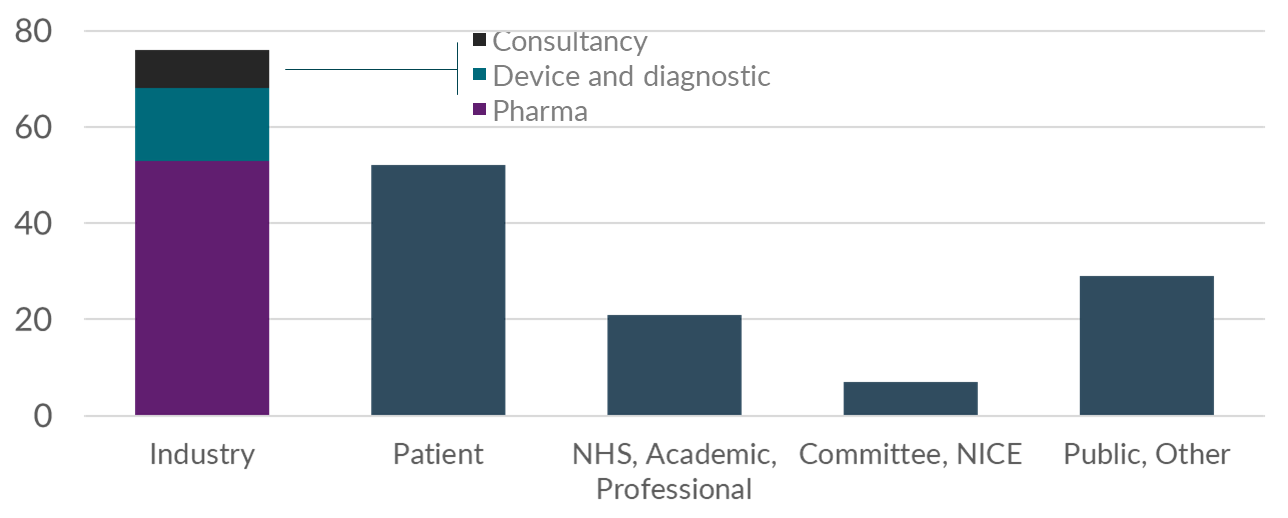 80
Consultancy
Device and diagnostic
Pharma
60
40
20
0
Industry
Patient
NHS, Academic,
Professional
Committee, NICE
Public, Other